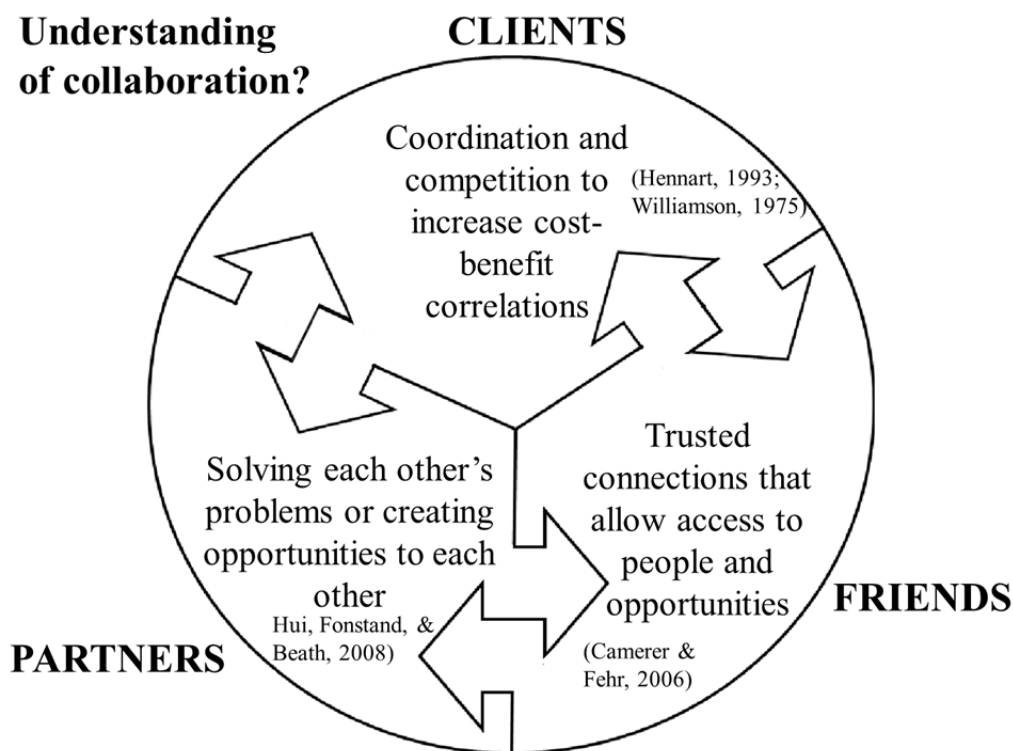 Understanding
of collaboration?
CLIENTS
Coordination and
competition to
increase cost-
benefit
correlations
(Hennart, 1993;
Williamson, 1975)
Solving each other’s
problems or creating
opportunities to each
other
Hui, Fonstand, &
Beath, 2008)
PARTNERS
Trusted
connections that
allow access to
people and
opportunities
(Camerer &
Fehr, 2006)
FRIENDS